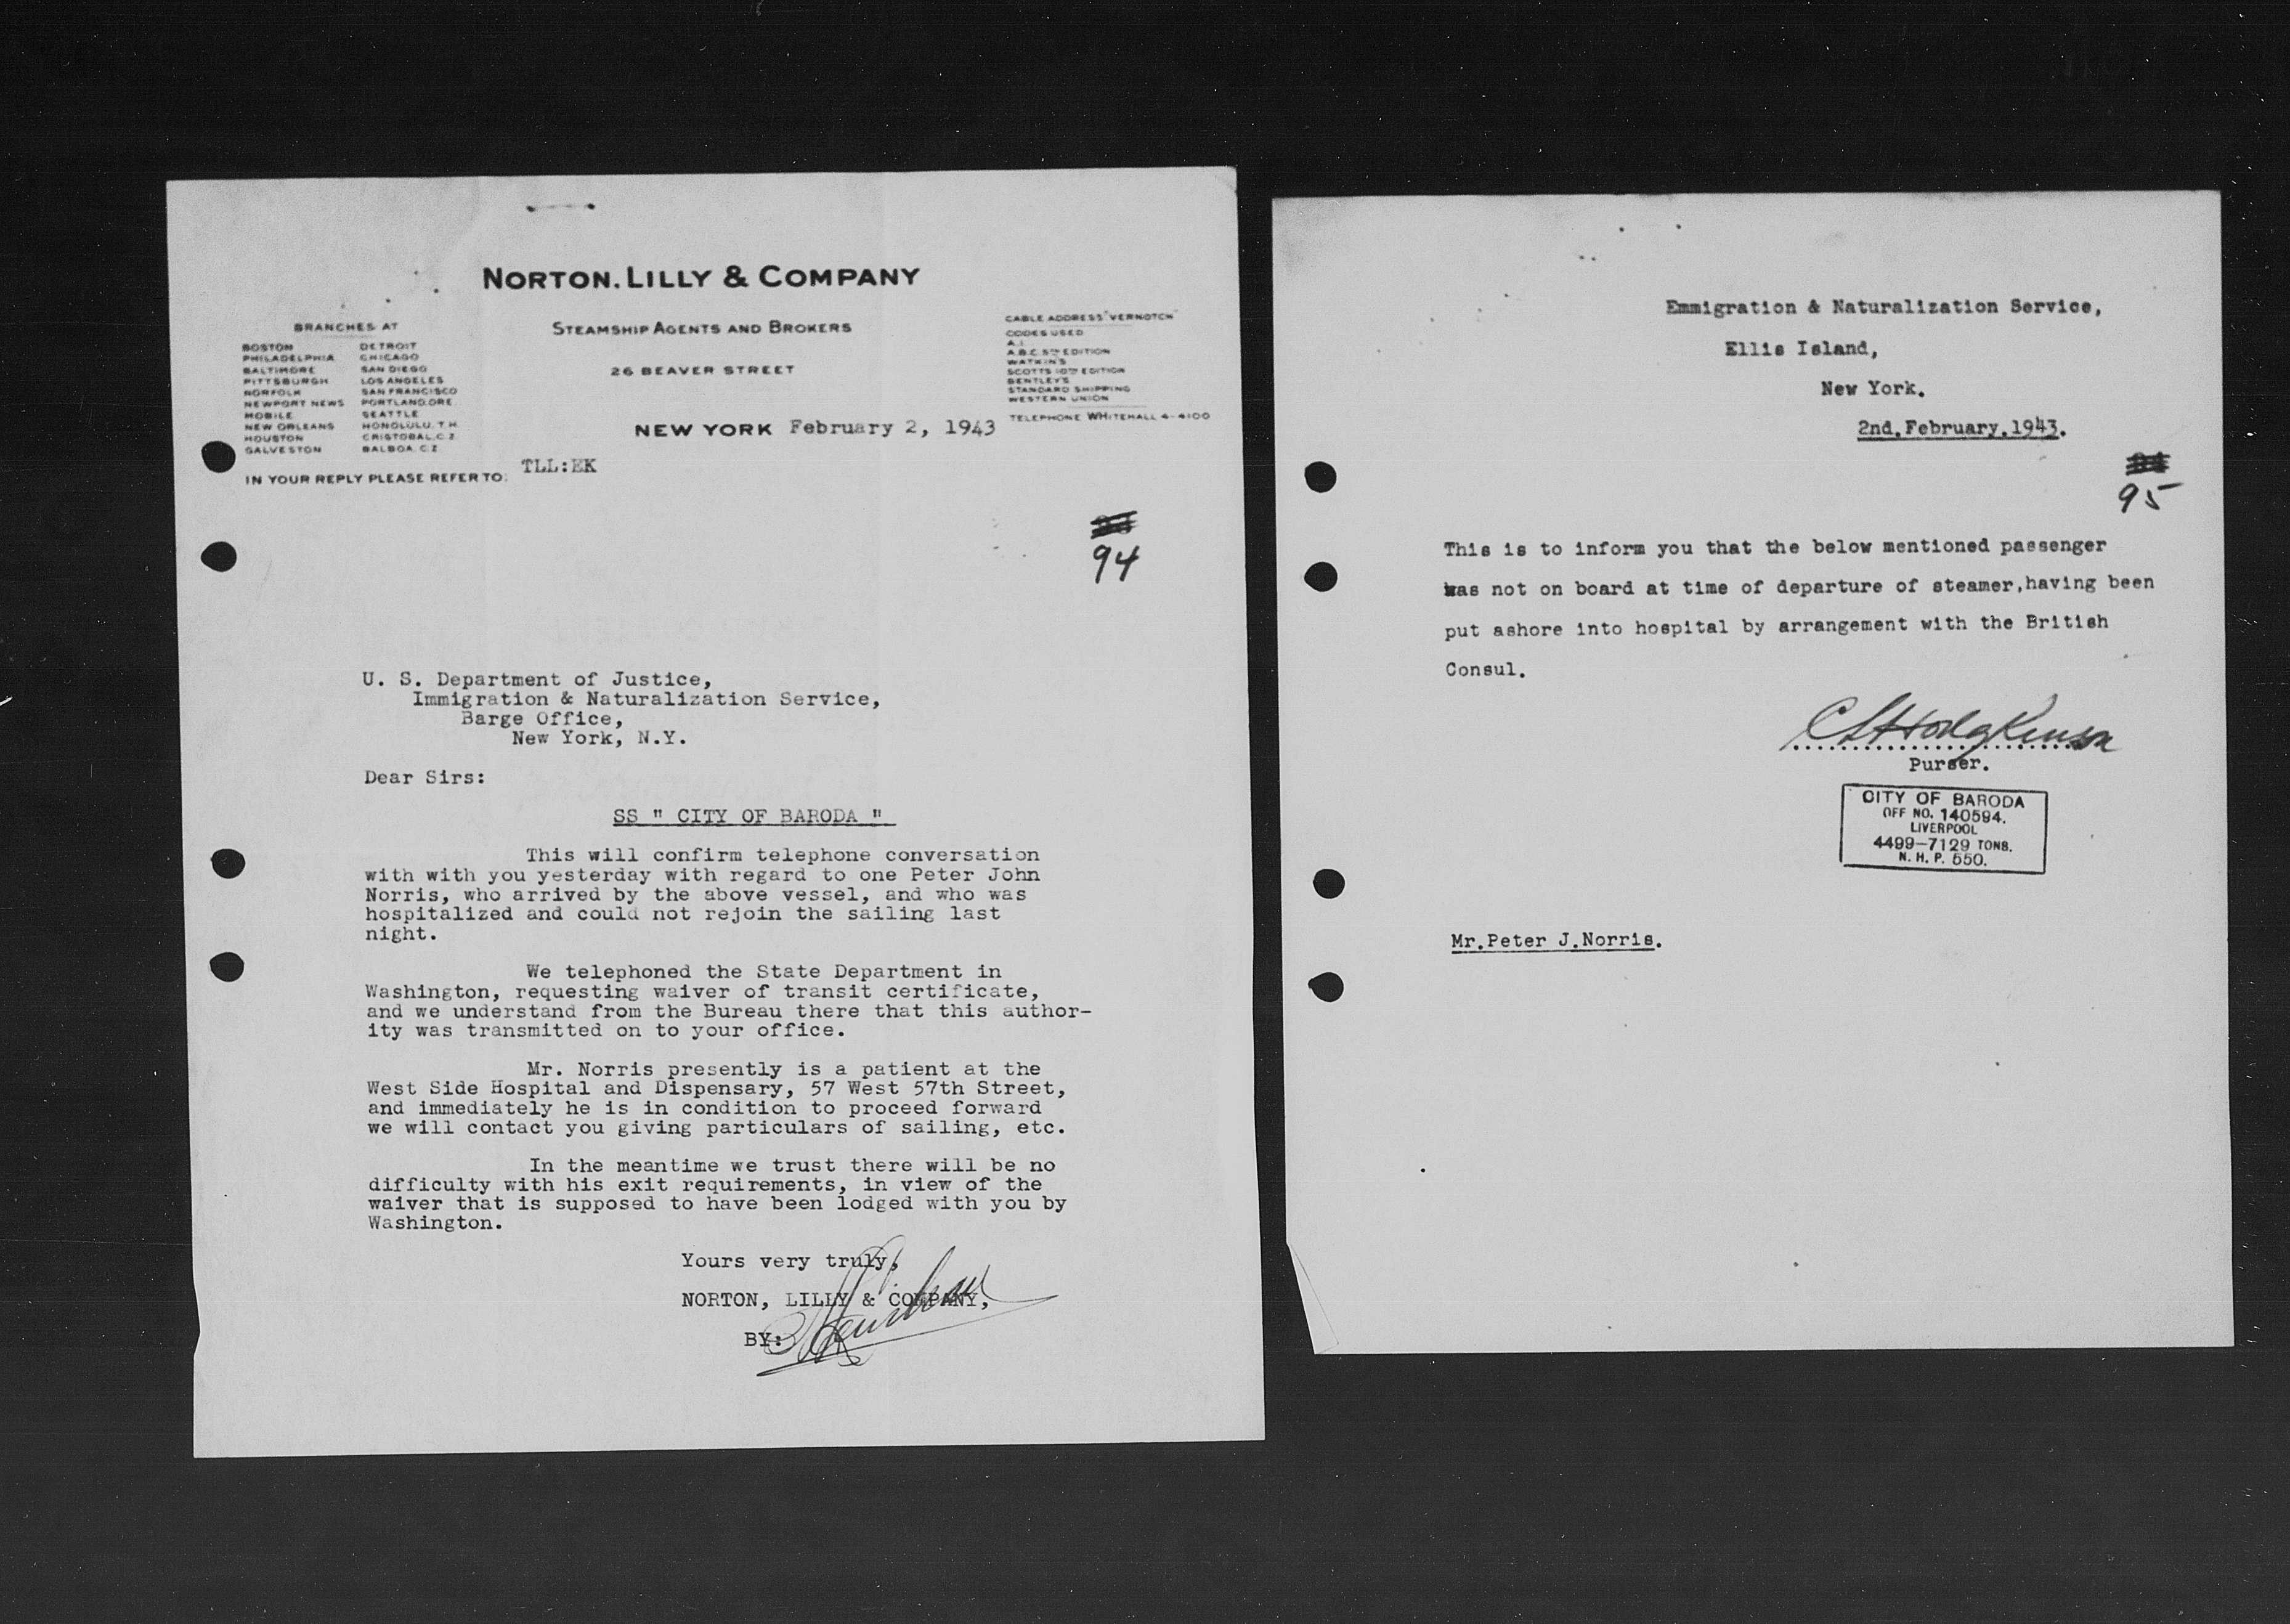 NORTON, LILLY & COMPANY
STEAMSHIP AGENTS AND BROKERS
26 BEAVER STREET
BRANCHES AT
BOSTON DETROIT
PHILADELPHIA CHICAGO
BALTIMORE SAN DIEGO
PITTSBURGH LOS ANGELES
NORFOLK SAN FRANCISCO
NEWPORT NEWS PORTLAND.ORE.
MOBILE SEATTLE
NEW ORLEANS HONOLULU, T.H.
HOUSTON CRISTOBAL, C.Z.
GALVESTON BALBOA, C.Z.
CABLE ADDRESS "VERNOTCH"
CODES USED
A.I.
A.B.C. 5TH EDITION
WATKIN'S
SCOTTS 10TH EDITION
BENTLEY'S
STANDARD SHIPPING
WESTERN UNION
TELEPHONE WHITEHALL 4-4100
NEW YORK February 2, 1943
IN YOUR REPLY PLEASE REFER TO: TLL:EK
94
U. S. Department of Justice,
Immigration & Naturalization Service,
Barge Office,
New York, N.Y.
Dear Sirs:
SS " CITY OF BARODA "
This will confirm telephone conversation
with with you yesterday with regard to one Peter John
Norris, who arrived by the above vessel, and who was
hospitalized and could not rejoin the sailing last
night.
We telephoned the State Department in
Washington, requesting waiver of transit certificate,
and we understand from the Bureau there that this author-
ity was transmitted on to your office.
Mr. Norris presently is a patient at the
West Side Hospital and Dispensary, 57 West 57th Street,
and immediately he is in condition to proceed forward
we will contact you giving particulars of sailing, etc.
In the meantime we trust there will be no
difficulty with his exit requirements, in view of the
waiver that is supposed to have been lodged with you by
Washington.
Yours very truly,
NORTON, LILLY & COMPANY,
BY:
Emmigration & Naturalization Service,
Ellis Island,
New York.
2nd.February.1943.
95
This is to inform you that the below mentioned passenger
was not on board at time of departure of steamer,having been
put ashore into hospital by arrangement with the British
Consul.
C S Hodgkinson
Purser.
CITY OF BARODA
OFF NO. 140594.
LIVERPOOL
4499-7129 TONS.
N. H. P. 550.
Mr.Peter J.Norris.